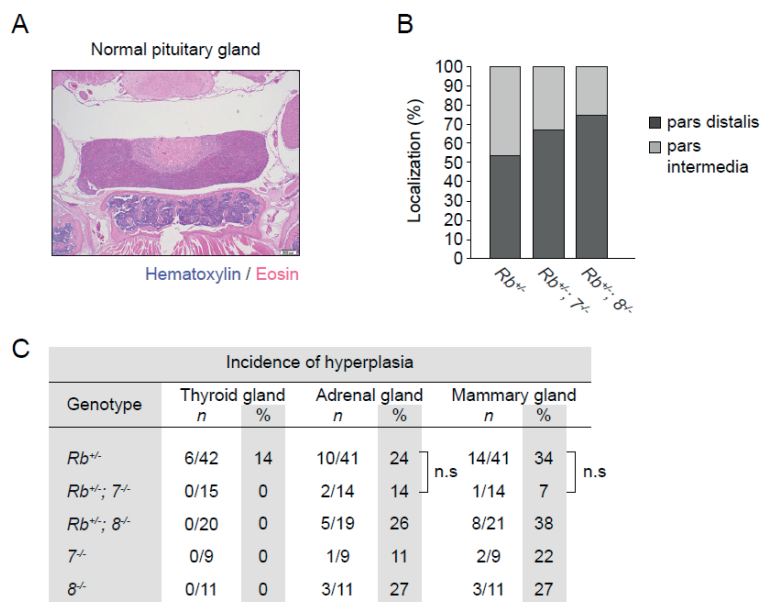 A
Normal pituitary gland
Hematoxylin / Eosin
B
Localization (%)
100
90
80
70
60
50
40
30
20
10
0
Rb+/-
Rb+/-; 7-/-
Rb+/-; 8-/-
pars distalis
pars
intermedia
C
Incidence of hyperplasia
Genotype
Thyroid gland Adrenal gland Mammary gland
n % n % n %
Rb+/- 6/42 14 10/41 24 14/41 34
n.s n.s
Rb+/-; 7-/- 0/15 0 2/14 14 1/14 7
Rb+/-; 8-/- 0/20 0 5/19 26 8/21 38
7-/- 0/9 0 1/9 11 2/9 22
8-/- 0/11 0 3/11 27 3/11 27